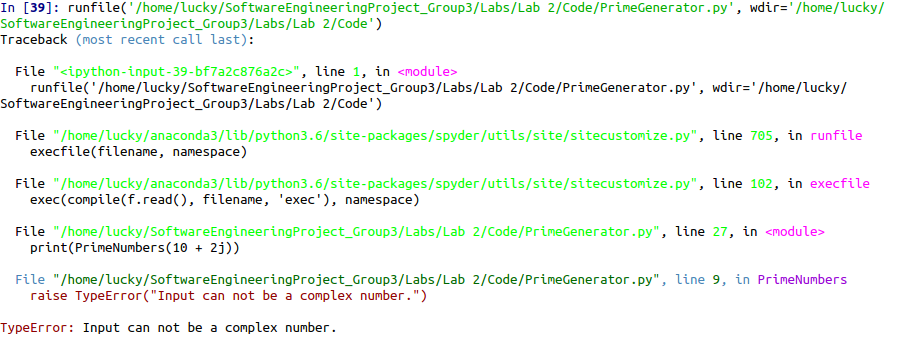 In [39]: runfile('/home/lucky/SoftwareEngineeringProject_Group3/Labs/Lab 2/Code/PrimeGenerator.py', wdir='/home/lucky/
SoftwareEngineeringProject_Group3/Labs/Lab 2/Code')
Traceback (most recent call last):
File "<ipython-input-39-bf7a2c876a2c>", line 1, in <module>
runfile('/home/lucky/SoftwareEngineeringProject_Group3/Labs/Lab 2/Code/PrimeGenerator.py', wdir='/home/lucky/
SoftwareEngineeringProject_Group3/Labs/Lab 2/Code')
File "/home/lucky/anaconda3/lib/python3.6/site-packages/spyder/utils/site/sitecustomize.py", line 705, in runfile
execfile(filename, namespace)
File "/home/lucky/anaconda3/lib/python3.6/site-packages/spyder/utils/site/sitecustomize.py", line 102, in execfile
exec(compile(f.read(), filename, 'exec'), namespace)
File "/home/lucky/SoftwareEngineeringProject_Group3/Labs/Lab 2/Code/PrimeGenerator.py", line 27, in <module>
print(PrimeNumbers(10 + 2j))
File "/home/lucky/SoftwareEngineeringProject_Group3/Labs/Lab 2/Code/PrimeGenerator.py", line 9, in PrimeNumbers
raise TypeError("Input can not be a complex number.")
TypeError: Input can not be a complex number.